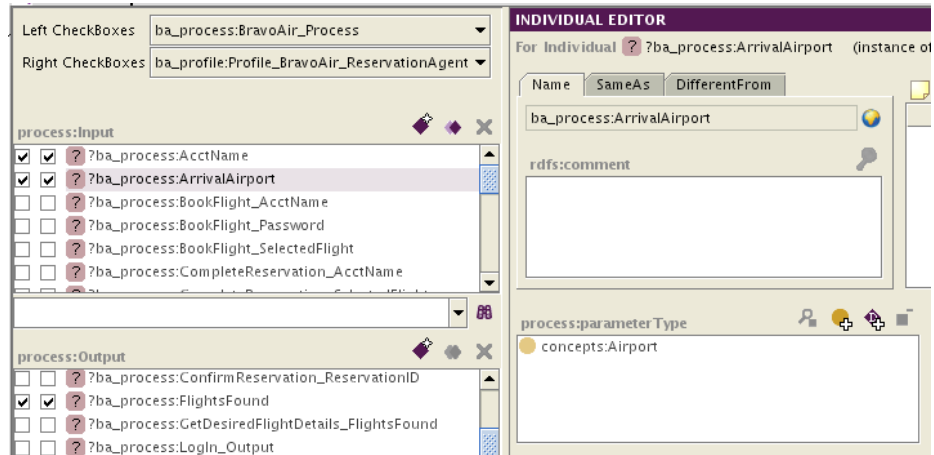 Left CheckBoxes ba_process:BravoAir_Process
Right CheckBoxes ba_profile:Profile_BravoAir_ReservationAgent
process:Input
? ?ba_process:AcctName
? ?ba_process:ArrivalAirport
? ?ba_process:BookFlight_AcctName
? ?ba_process:BookFlight_Password
? ?ba_process:BookFlight_SelectedFlight
? ?ba_process:CompleteReservation_AcctName
process:Output
? ?ba_process:ConfirmReservation_ReservationID
? ?ba_process:FlightsFound
? ?ba_process:GetDesiredFlightDetails_FlightsFound
? ?ba_process:LogIn_Output
INDIVIDUAL EDITOR
For Individual ? ?ba_process:ArrivalAirport (instance of
Name SameAs DifferentFrom
ba_process:ArrivalAirport
rdfs:comment
process:parameterType
concepts:Airport